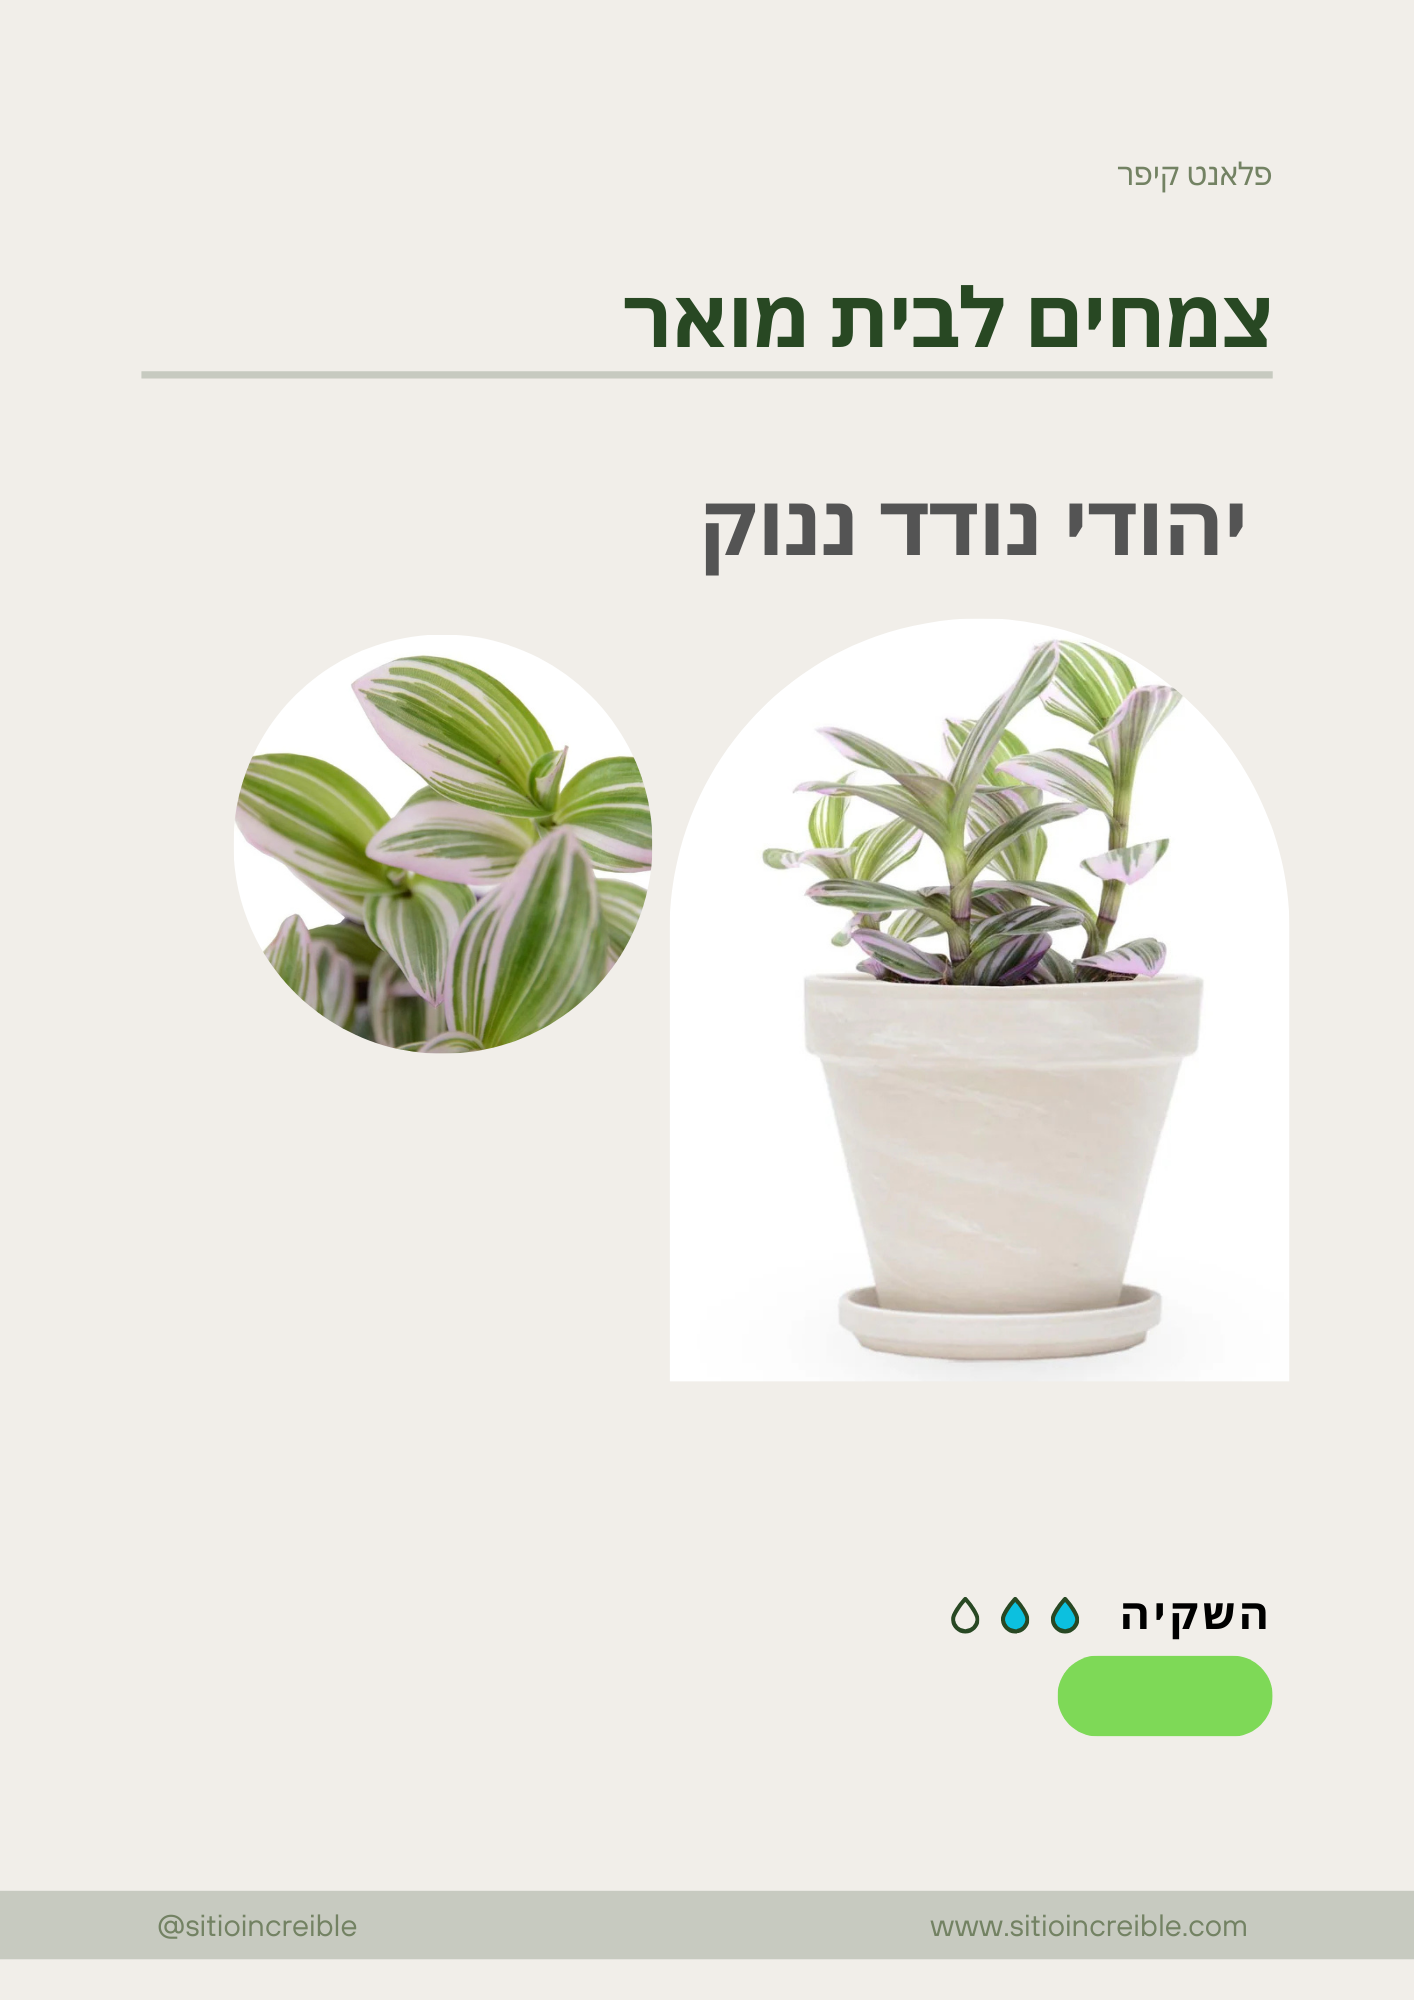 פלאנט קיפר
צמחים לבית מואר
יהודי נודד ננוק
השקיה
@sitioincreible
www.sitioincreible.com